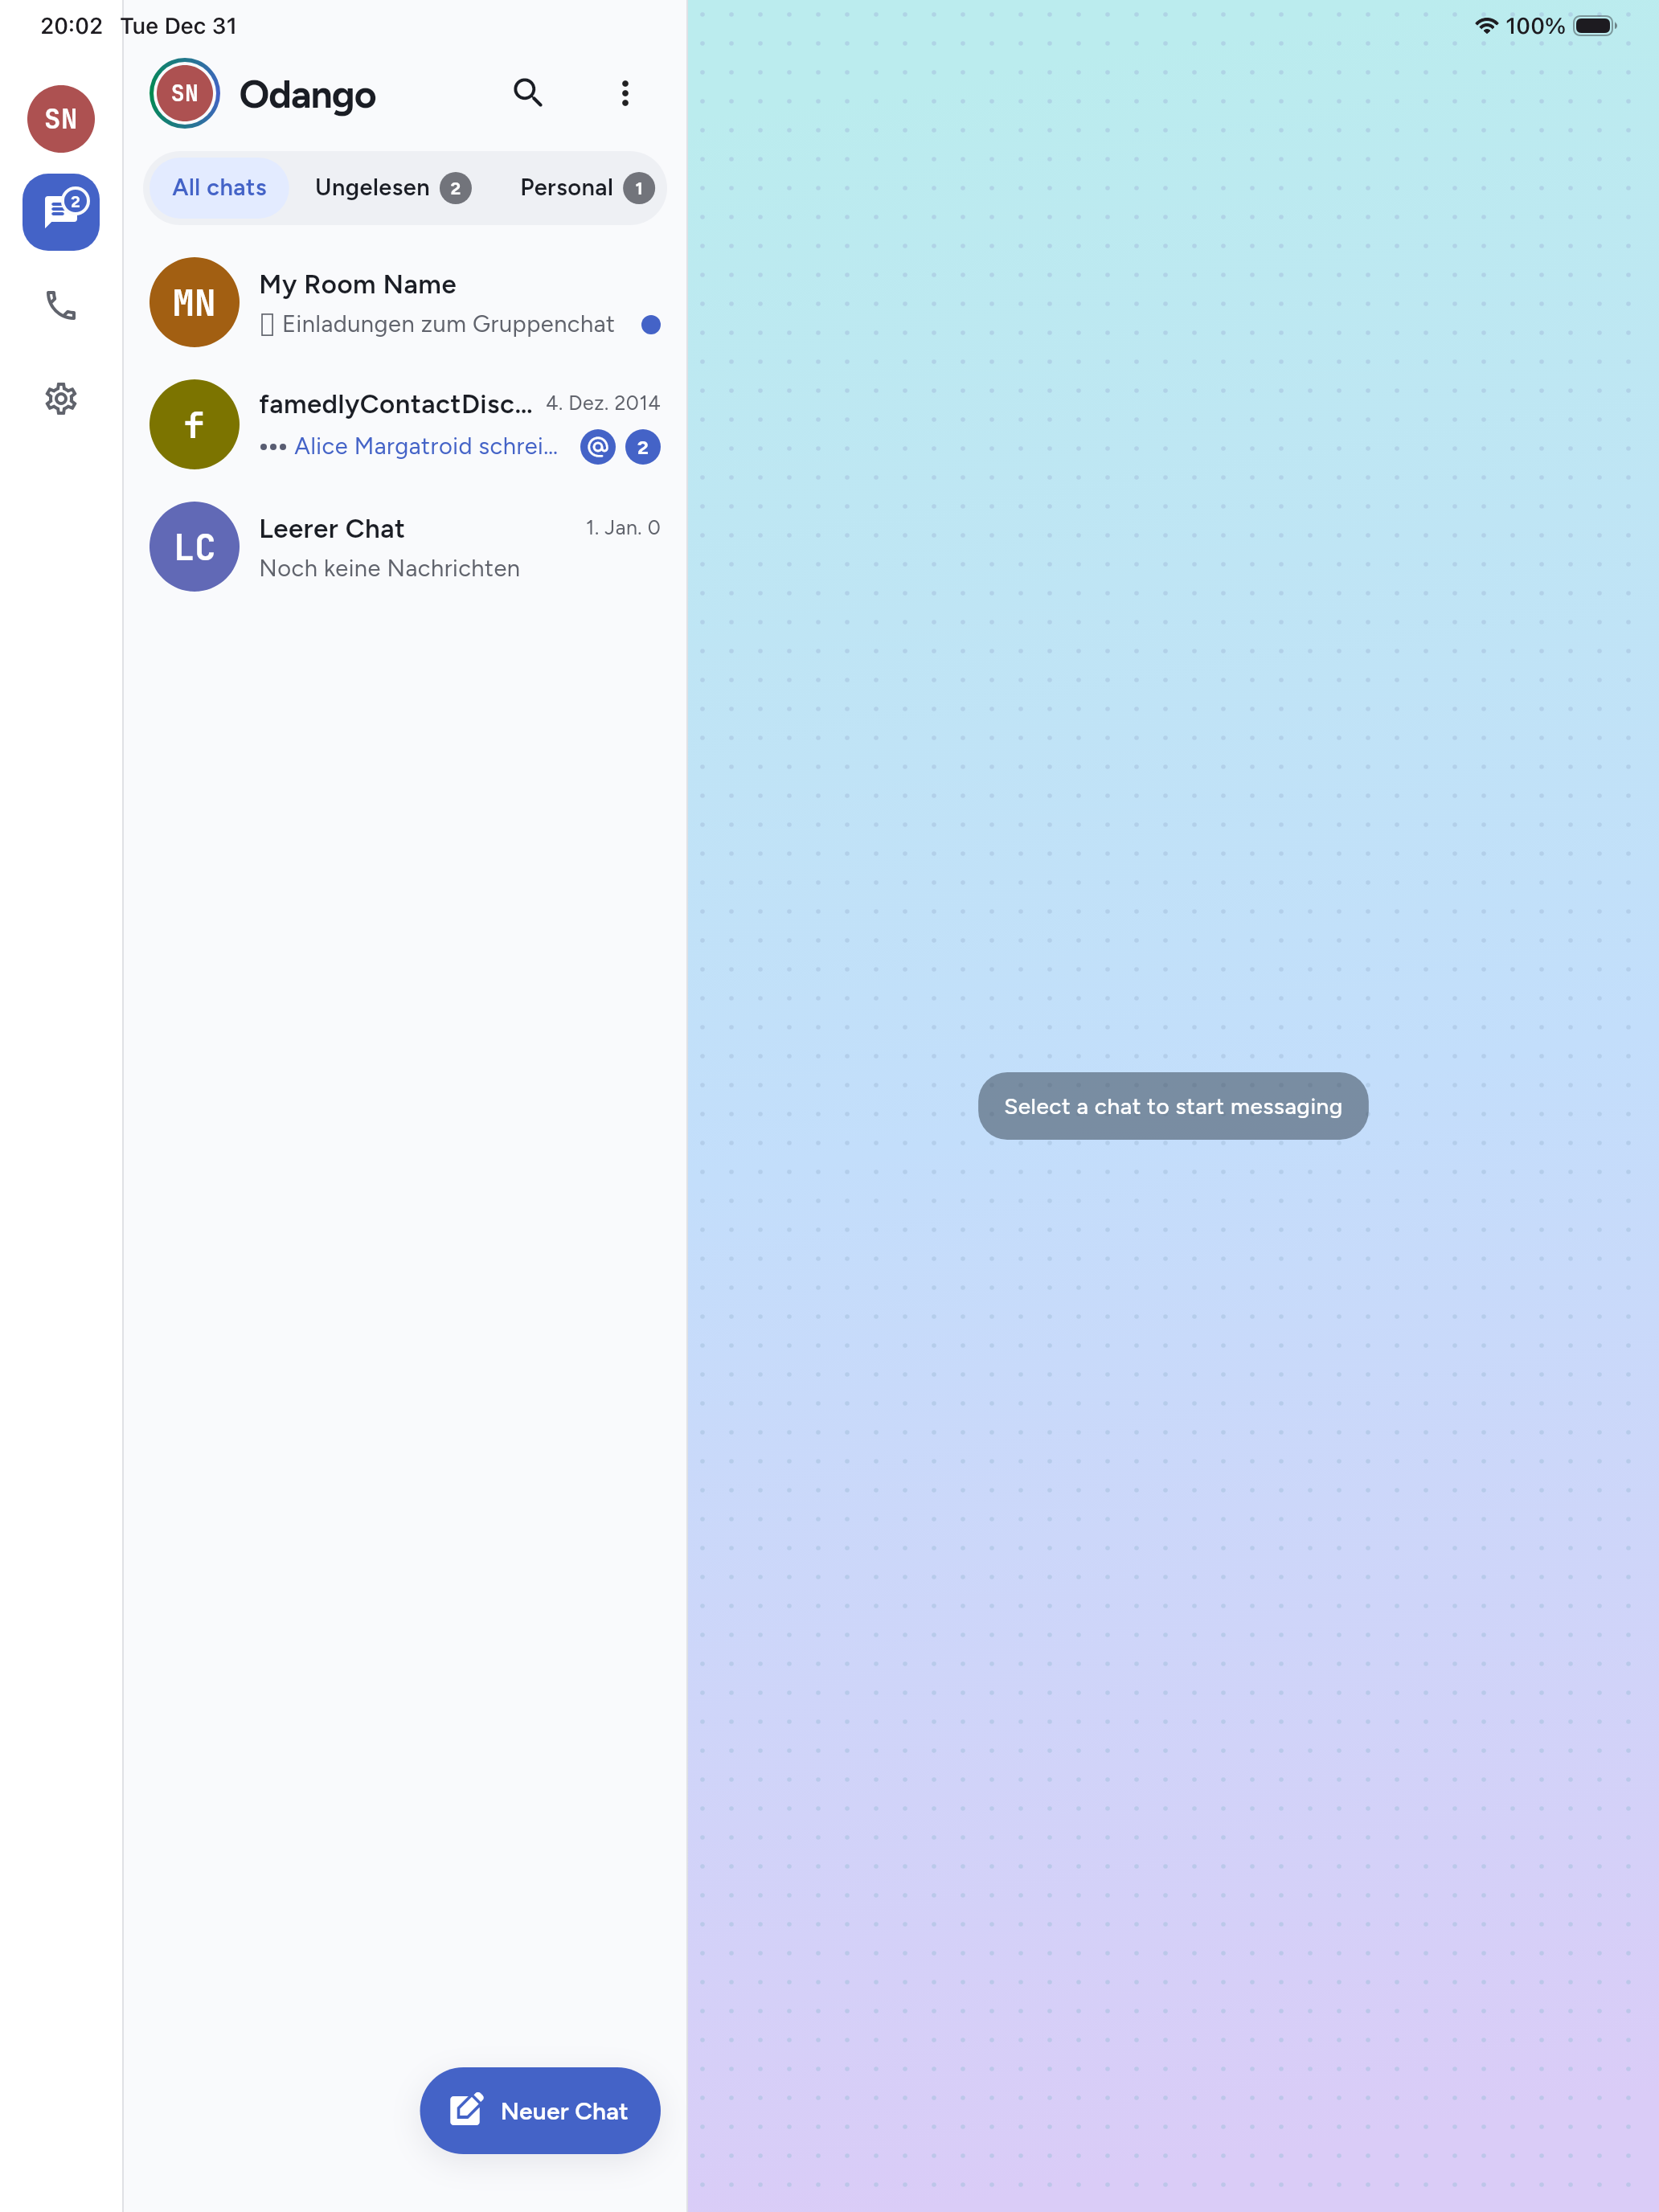 20:02 Tue Dec 31
100%
SN
SN
Odango
2
All chats
Ungelesen 2
Personal 1
MN
My Room Name
Einladungen zum Gruppenchat
f
famedlyContactDisc...
4. Dez. 2014
••• Alice Margatroid schrei...
@ 2
LC
Leerer Chat
1. Jan. 0
Noch keine Nachrichten
Select a chat to start messaging
Neuer Chat